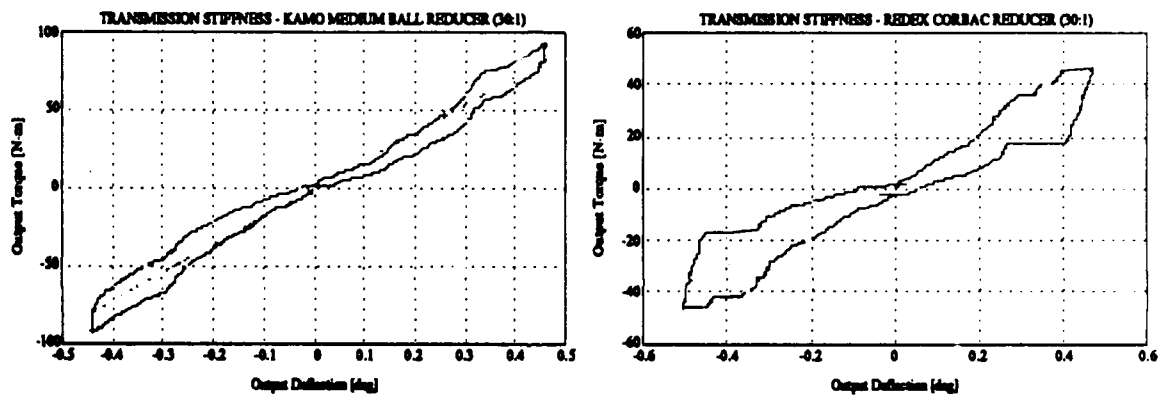 TRANSMISSION STIFFNESS - KAMO MEDIUM BALL REDUCER (30:1)
100
50
0
-50
-100
Output Torque [N-m]
-0.5 -0.4 -0.3 -0.2 -0.1 0 0.1 0.2 0.3 0.4 0.5
Output Deflection [deg]
TRANSMISSION STIFFNESS - REDEX CORBAC REDUCER (30:1)
60
40
20
0
-20
-40
-60
Output Torque [N-m]
-0.6 -0.4 -0.2 0 0.2 0.4 0.6
Output Deflection [deg]